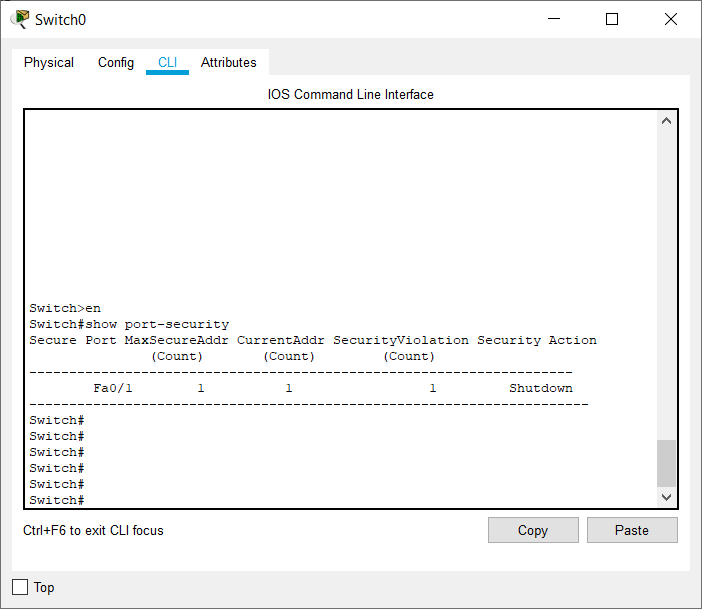 Switch0
Physical Config CLI Attributes
IOS Command Line Interface
Switch>en
Switch#show port-security
Secure Port MaxSecureAddr CurrentAddr SecurityViolation Security Action
(Count) (Count) (Count)
--------------------------------------------------------------------
Fa0/1 1 1 1 Shutdown
----------------------------------------------------------------------
Switch#
Switch#
Switch#
Switch#
Switch#
Switch#
Ctrl+F6 to exit CLI focus
Copy Paste
Top